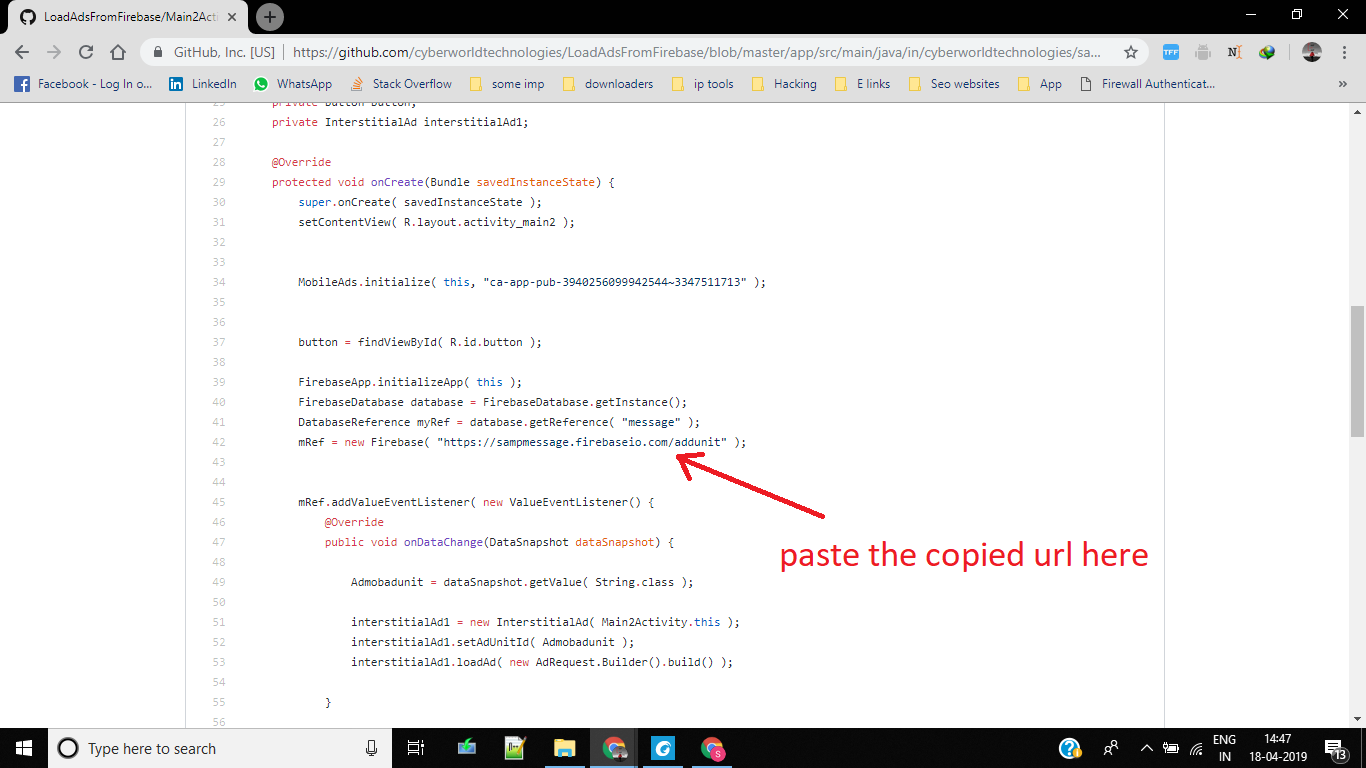 LoadAdsFromFirebase/Main2Acti
GitHub, Inc. [US] | https://github.com/cyberworldtechnologies/LoadAdsFromFirebase/blob/master/app/src/main/java/in/cyberworldtechnologies/sa...
TFF
N
Facebook - Log In o... LinkedIn WhatsApp Stack Overflow some imp downloaders ip tools Hacking E links Seo websites App Firewall Authenticat... »
25 private Button button;
26 private InterstitialAd interstitialAd1;
27
28 @Override
29 protected void onCreate(Bundle savedInstanceState) {
30 super.onCreate( savedInstanceState );
31 setContentView( R.layout.activity_main2 );
32
33
34 MobileAds.initialize( this, "ca-app-pub-3940256099942544~3347511713" );
35
36
37 button = findViewById( R.id.button );
38
39 FirebaseApp.initializeApp( this );
40 FirebaseDatabase database = FirebaseDatabase.getInstance();
41 DatabaseReference myRef = database.getReference( "message" );
42 mRef = new Firebase( "https://sampmessage.firebaseio.com/addunit" );
43
44
45 mRef.addValueEventListener( new ValueEventListener() {
46 @Override
47 public void onDataChange(DataSnapshot dataSnapshot) {
48
49 Admobadunit = dataSnapshot.getValue( String.class );
50
51 interstitialAd1 = new InterstitialAd( Main2Activity.this );
52 interstitialAd1.setAdUnitId( Admobadunit );
53 interstitialAd1.loadAd( new AdRequest.Builder().build() );
54
55 }
56
paste the copied url here
Type here to search
ENG
IN
14:47
18-04-2019
13